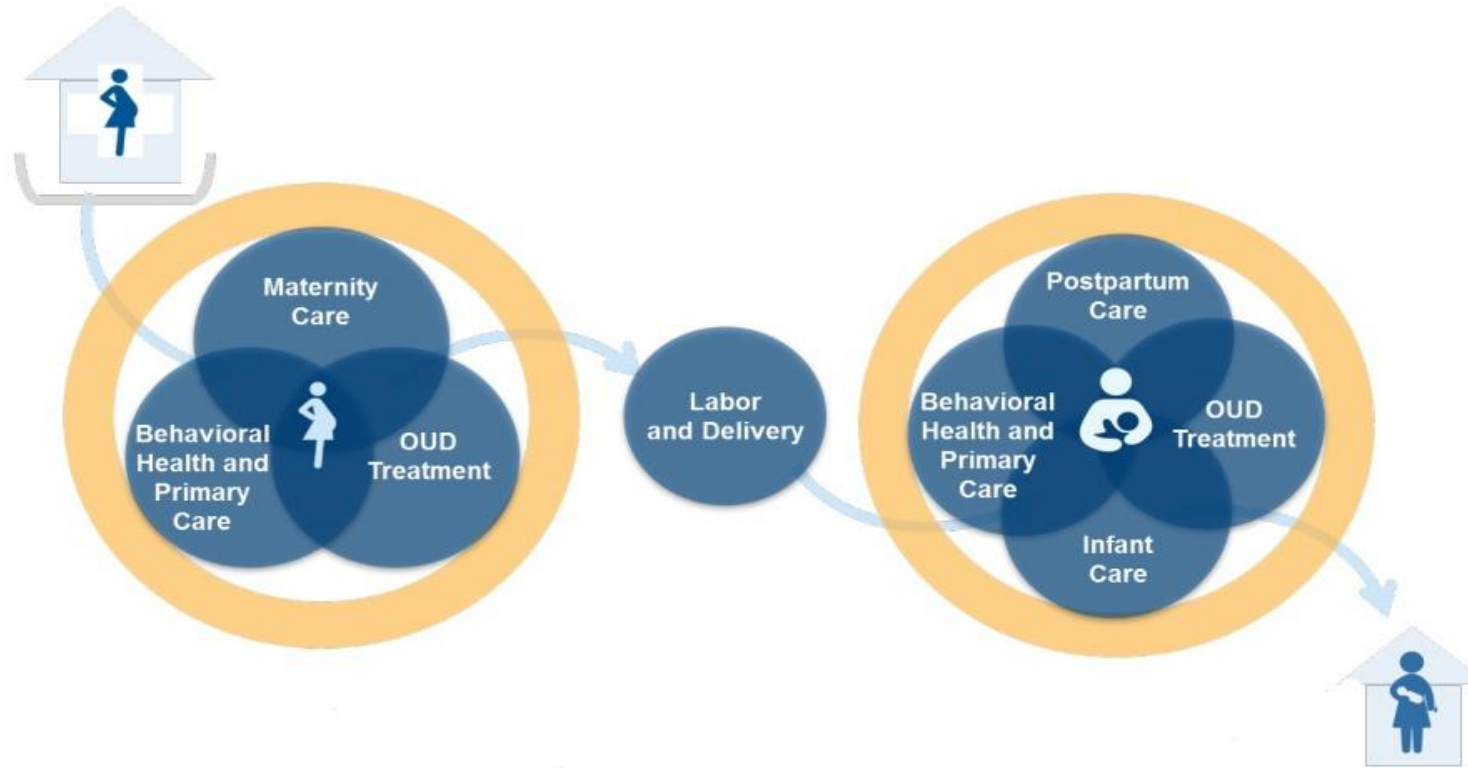 Maternity
Care
Behavioral
Health and
Primary
Care
OUD
Treatment
Labor
and Delivery
Postpartum
Care
Behavioral
Health and
Primary
Care
OUD
Treatment
Infant
Care